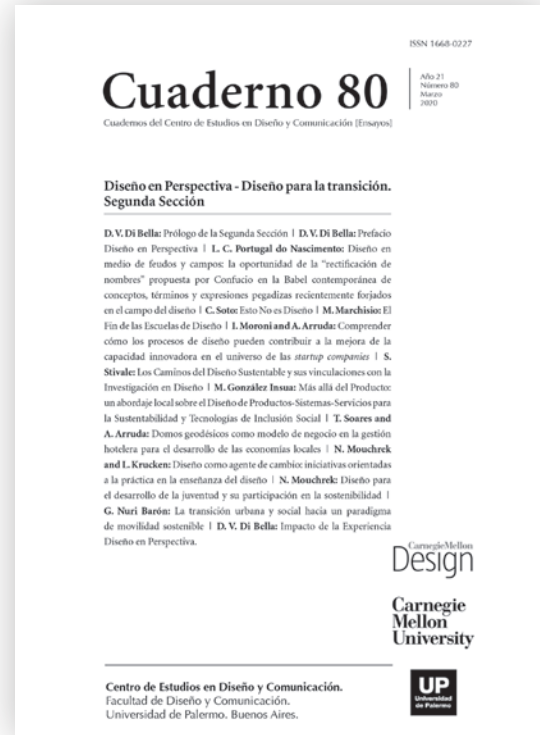 ISSN 1668-0227
Cuaderno 80
Año 21
Número 80
Marzo
2020
Cuadernos del Centro de Estudios en Diseño y Comunicación [Ensayos]
Diseño en Perspectiva - Diseño para la transición.
Segunda Sección
D. V. Di Bella: Prólogo de la Segunda Sección | D. V. Di Bella: Prefacio
Diseño en Perspectiva | L. C. Portugal do Nascimento: Diseño en
medio de feudos y campos: la oportunidad de la “rectificación de
nombres” propuesta por Confucio en la Babel contemporánea de
conceptos, términos y expresiones pegadizas recientemente forjados
en el campo del diseño | C. Soto: Esto No es Diseño | M. Marchisio: El
Fin de las Escuelas de Diseño | I. Moroni and A. Arruda: Comprender
cómo los procesos de diseño pueden contribuir a la mejora de la
capacidad innovadora en el universo de las startup companies | S.
Stivale: Los Caminos del Diseño Sustentable y sus vinculaciones con la
Investigación en Diseño | M. González Insua: Más allá del Producto:
un abordaje local sobre el Diseño de Productos-Sistemas-Servicios para
la Sustentabilidad y Tecnologías de Inclusión Social | T. Soares and
A. Arruda: Domos geodésicos como modelo de negocio en la gestión
hotelera para el desarrollo de las economías locales | N. Mouchrek
and L. Krucken: Diseño como agente de cambio: iniciativas orientadas
a la práctica en la enseñanza del diseño | N. Mouchrek: Diseño para
el desarrollo de la juventud y su participación en la sostenibilidad |
G. Nuri Barón: La transición urbana y social hacia un paradigma
de movilidad sostenible | D. V. Di Bella: Impacto de la Experiencia
Diseño en Perspectiva.
CarnegieMellon
Design
Carnegie
Mellon
University
Centro de Estudios en Diseño y Comunicación.
Facultad de Diseño y Comunicación.
Universidad de Palermo. Buenos Aires.
UP
Universidad
de Palermo